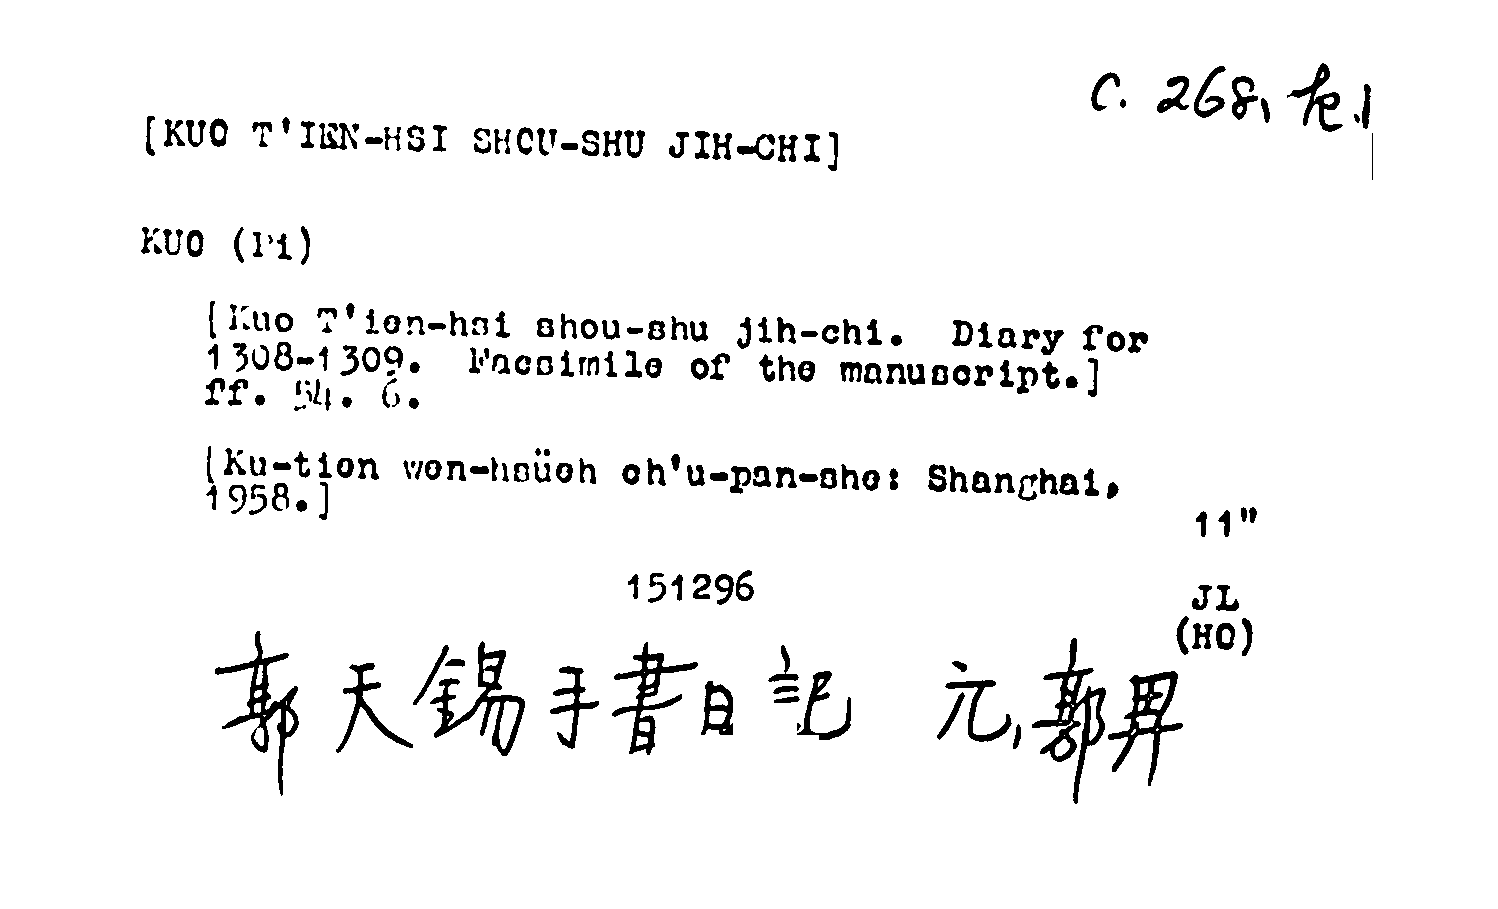 C. 268, 
[KUO T'IEN-HSI SHOU-SHU JIH-CHI]
KUO (Pi)
[Kuo T'ien-hsi shou-shu jih-chi. Diary for
1308-1309. Facsimile of the manuscript.]
ff. 54. 6.
[Ku-tien wen-hsüeh ch'u-pan-she: Shanghai,
1958.]
11"
151296
JL
(HO)
郭天錫手書日記 元,郭畀